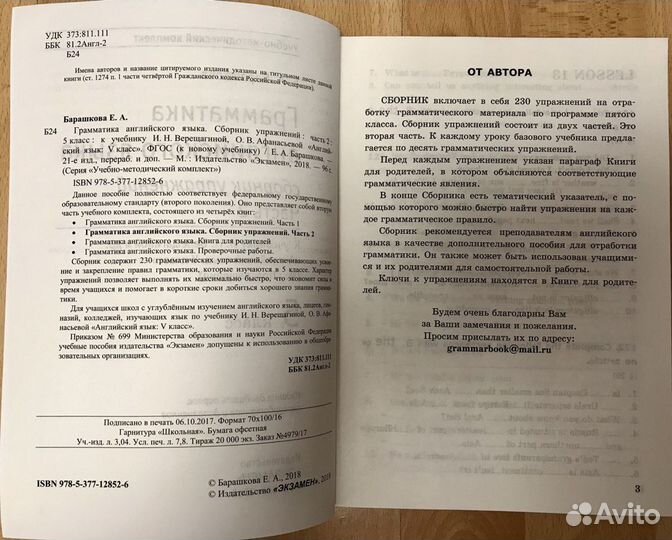 УДК 373:811.111
ББК 81.2Англ-2
Б24
Имена авторов и название цитируемого издания указаны на титульном листе данной
книги (ст. 1274 п. 1 части четвёртой Гражданского кодекса Российской Федерации).
Барашкова Е. А.
Б24 Грамматика английского языка. Сборник упражнений : часть 2 :
5 класс : к учебнику И. Н. Верещагиной, О. В. Афанасьевой «Англий-
ский язык: V класс». ФГОС (к новому учебнику) / Е. А. Барашкова. —
21-е изд., перераб. и доп. — М. : Издательство «Экзамен», 2018. — 96 с.
(Серия «Учебно-методический комплект»)
ISBN 978-5-377-12852-6
Данное пособие полностью соответствует федеральному государственному
образовательному стандарту (второго поколения). Оно представляет собой вторую
часть учебного комплекта, состоящего из четырёх книг:
• Грамматика английского языка. Сборник упражнений. Часть 1
• Грамматика английского языка. Сборник упражнений. Часть 2
• Грамматика английского языка. Книга для родителей
• Грамматика английского языка. Проверочные работы.
Сборник содержит 230 грамматических упражнений, обеспечивающих усвое-
ние и закрепление правил грамматики, которые изучаются в 5 классе. Характер
упражнений позволяет выполнять их максимально быстро, что экономит силы и
время учащихся и помогает в короткие сроки добиться хорошего знания грамма-
тики.
Для учащихся школ с углублённым изучением английского языка, лицеев, гим-
назий, колледжей, изучающих язык по учебнику И. Н. Верещагиной, О. В. Афа-
насьевой «Английский язык: V класс».
Приказом № 699 Министерства образования и науки Российской Федерации
учебные пособия издательства «Экзамен» допущены к использованию в общеобра-
зовательных организациях.
УДК 373:811.111
ББК 81.2Англ-2
Подписано в печать 06.10.2017. Формат 70x100/16
Гарнитура «Школьная». Бумага офсетная
Уч.-изд. л. 3,04. Усл. печ. л. 7,8. Тираж 20 000 экз. Заказ №4979/17
ISBN 978-5-377-12852-6
© Барашкова Е. А., 2018
© Издательство «ЭКЗАМЕН», 2018
ОТ АВТОРА
СБОРНИК включает в себя 230 упражнений на отра-
ботку грамматического материала по программе пятого
класса. Сборник упражнений состоит из двух частей. Это
вторая часть. К каждому уроку базового учебника предла-
гается по десять грамматических упражнений.
Перед каждым упражнением указан параграф Книги
для родителей, в котором объясняются соответствующие
грамматические явления.
В конце Сборника есть тематический указатель, с по-
мощью которого можно быстро найти упражнения на каж-
дое грамматическое правило.
Сборник рекомендуется преподавателям английского
языка в качестве дополнительного пособия для отработки
грамматики. Он также может быть использован учащими-
ся и их родителями для самостоятельной работы.
Ключи к упражнениям находятся в Книге для родите-
лей.
Будем очень благодарны Вам
за Ваши замечания и пожелания.
Просим присылать их по адресу:
grammarbook@mail.ru
3
Avito